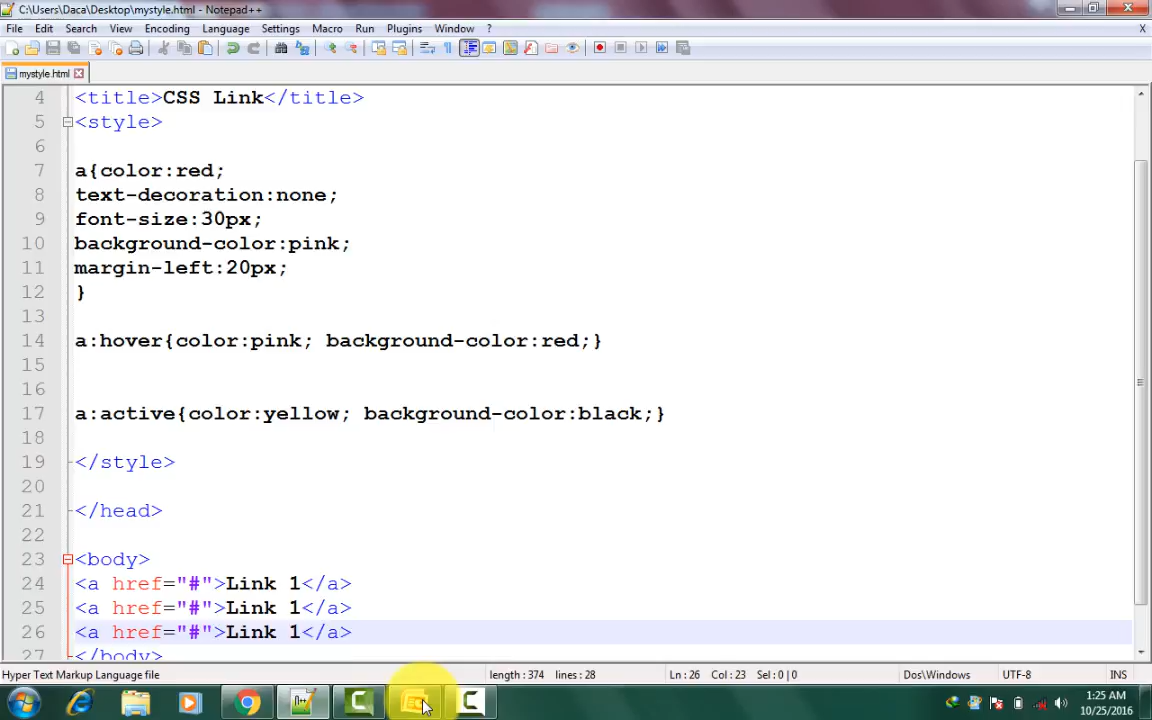 C:\Users\Daca\Desktop\mystyle.html - Notepad++
File Edit Search View Encoding Language Settings Macro Run Plugins Window ? X
mystyle.html
4 <title>CSS Link</title>
5 <style>
6
7 a{color:red;
8 text-decoration:none;
9 font-size:30px;
10 background-color:pink;
11 margin-left:20px;
12 }
13
14 a:hover{color:pink; background-color:red;}
15
16
17 a:active{color:yellow; background-color:black;}
18
19 </style>
20
21 </head>
22
23 <body>
24 <a href="#">Link 1</a>
25 <a href="#">Link 1</a>
26 <a href="#">Link 1</a>
27 </body>
Hyper Text Markup Language file length : 374 lines : 28 Ln : 26 Col : 23 Sel : 0 | 0 Dos\Windows UTF-8 INS
1:25 AM
10/25/2016